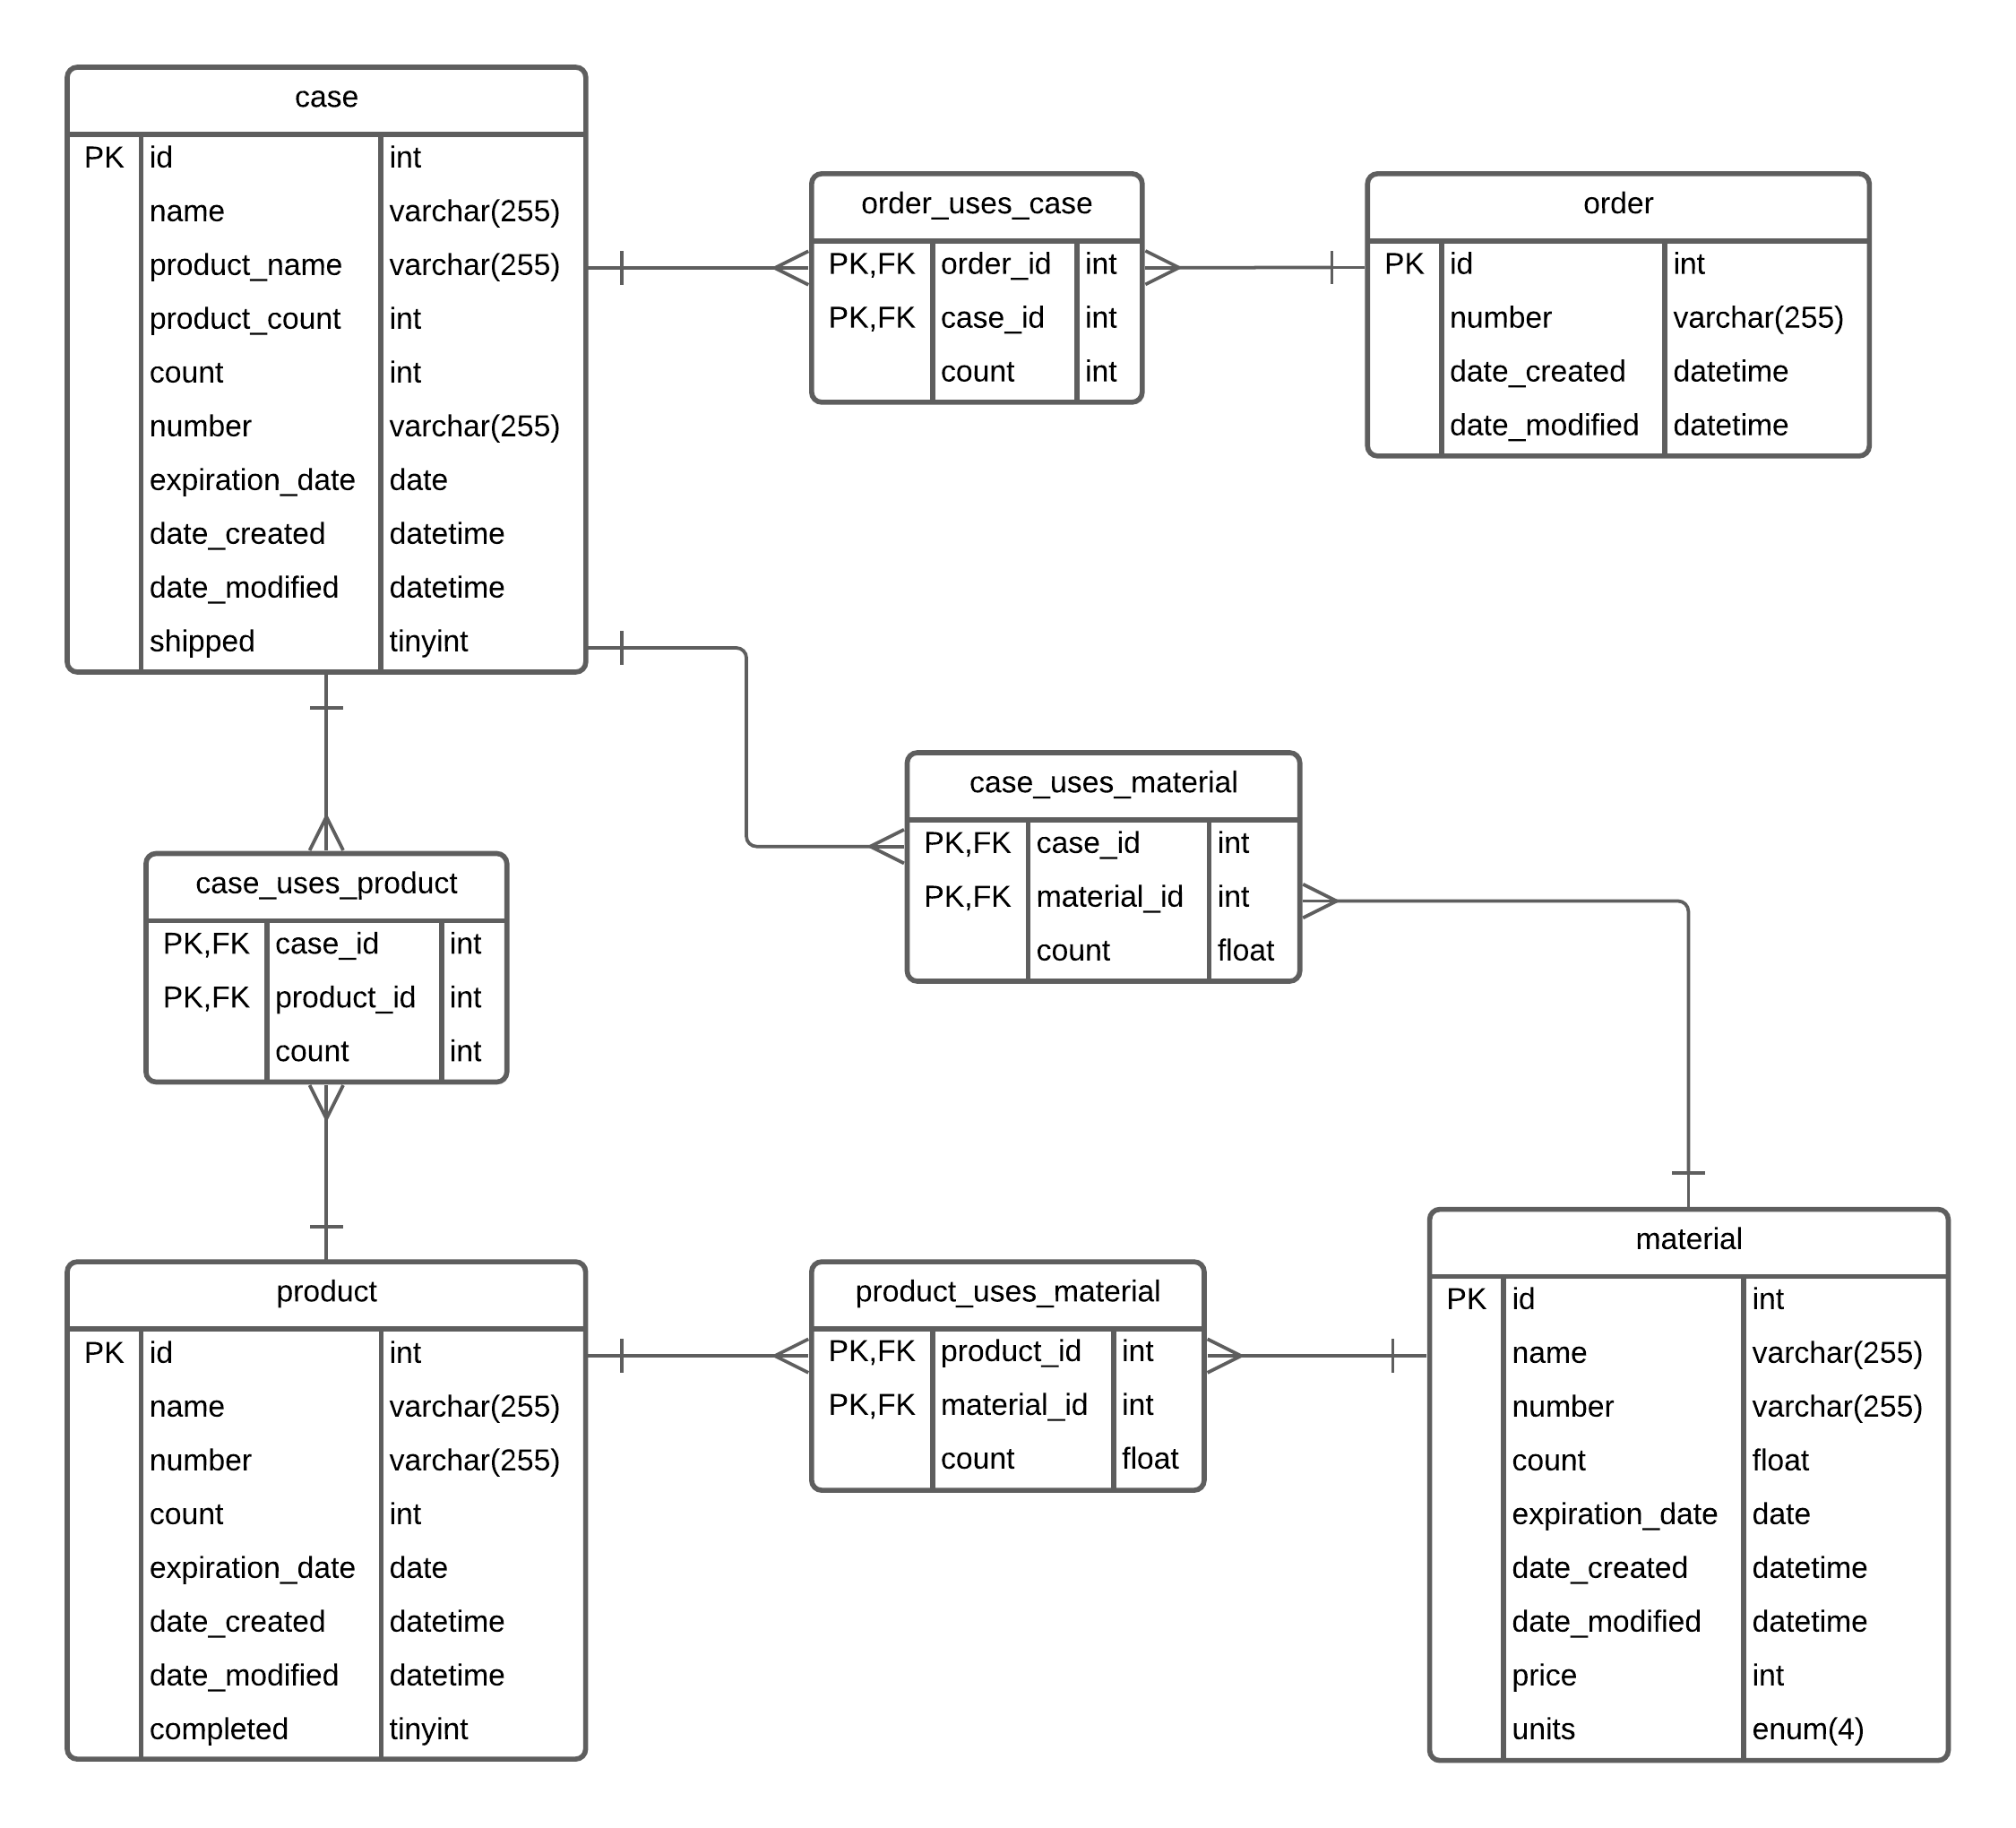 case
PK id int
name varchar(255)
product_name varchar(255)
product_count int
count int
number varchar(255)
expiration_date date
date_created datetime
date_modified datetime
shipped tinyint
order_uses_case
PK,FK order_id int
PK,FK case_id int
count int
order
PK id int
number varchar(255)
date_created datetime
date_modified datetime
case_uses_material
PK,FK case_id int
PK,FK material_id int
count float
case_uses_product
PK,FK case_id int
PK,FK product_id int
count int
product
PK id int
name varchar(255)
number varchar(255)
count int
expiration_date date
date_created datetime
date_modified datetime
completed tinyint
product_uses_material
PK,FK product_id int
PK,FK material_id int
count float
material
PK id int
name varchar(255)
number varchar(255)
count float
expiration_date date
date_created datetime
date_modified datetime
price int
units enum(4)